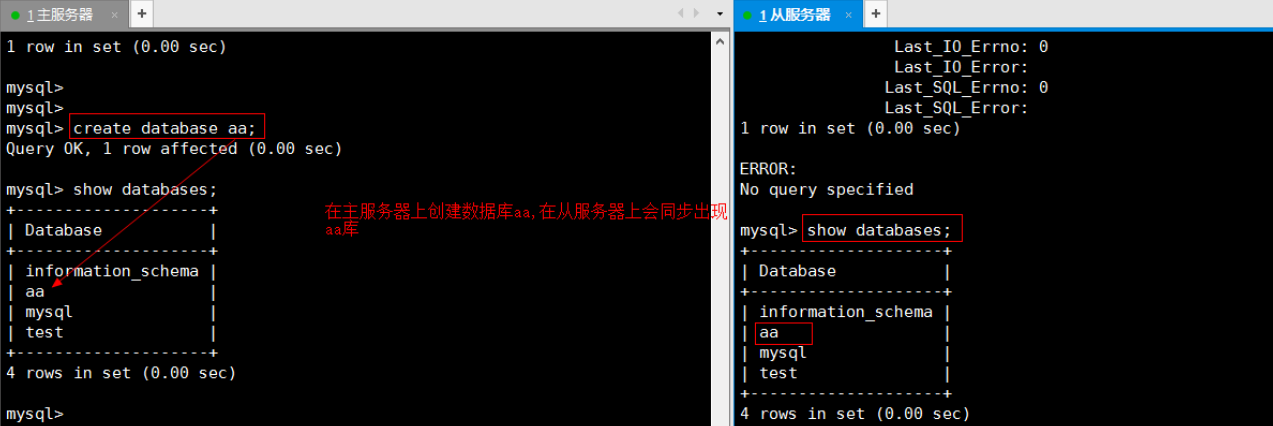 1 主服务器 × +
1 row in set (0.00 sec)
mysql>
mysql>
mysql> create database aa;
Query OK, 1 row affected (0.00 sec)
mysql> show databases;
+--------------------+
| Database           |
+--------------------+
| information_schema |
| aa                 |
| mysql              |
| test               |
+--------------------+
4 rows in set (0.00 sec)
mysql>
在主服务器上创建数据库aa,在从服务器上会同步出现
aa库
1 从服务器 × +
Last_IO_Errno: 0
Last_IO_Error:
Last_SQL_Errno: 0
Last_SQL_Error:
1 row in set (0.00 sec)
ERROR:
No query specified
mysql> show databases;
+--------------------+
| Database           |
+--------------------+
| information_schema |
| aa                 |
| mysql              |
| test               |
+--------------------+
4 rows in set (0.00 sec)